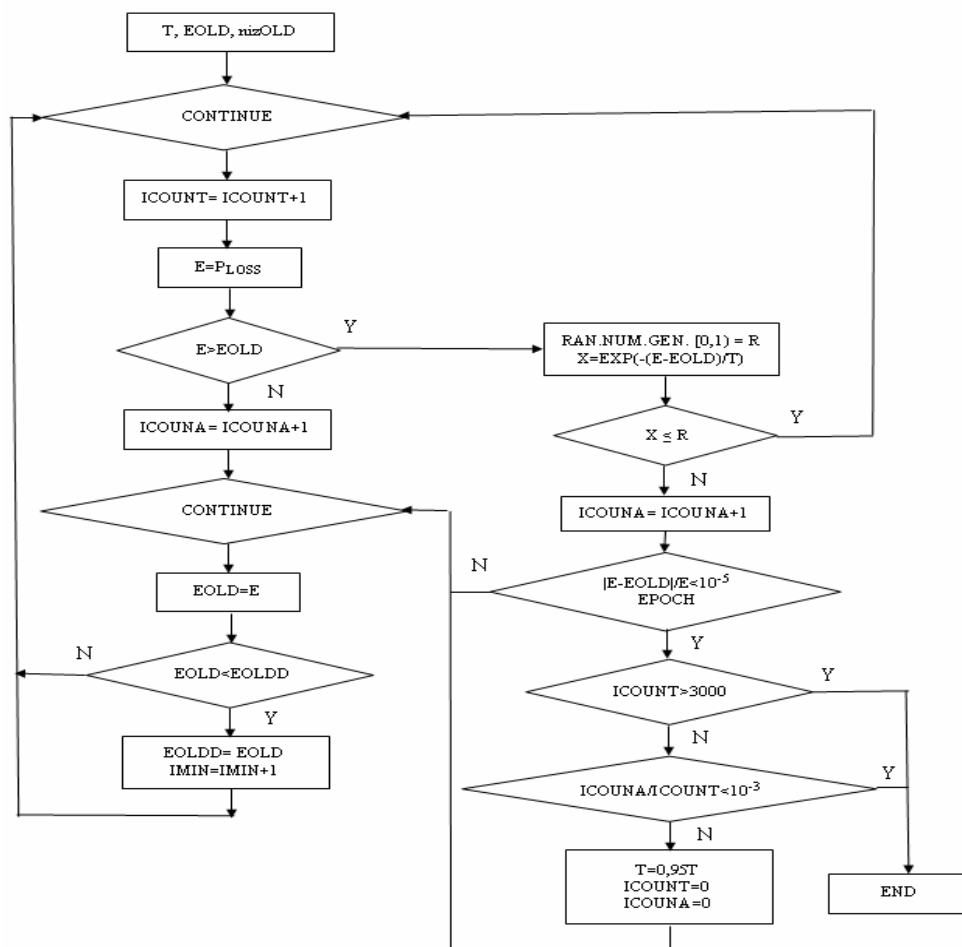 T, EOLD, nizOLD
CONTINUE
ICOUNT= ICOUNT+1
E=PLOSS
E>EOLD
Y
N
ICOUNA= ICOUNA+1
CONTINUE
EOLD=E
EOLD<EOLDD
N
Y
EOLDD= EOLD
IMIN=IMIN+1
RAN.NUM.GEN. [0,1) = R
X=EXP(-(E-EOLD)/T)
X ≤ R
Y
N
ICOUNA= ICOUNA+1
|E-EOLD|/E<10-5
EPOCH
N
Y
ICOUNT>3000
Y
N
ICOUNA/ICOUNT<10-3
Y
N
T=0,95T
ICOUNT=0
ICOUNA=0
END